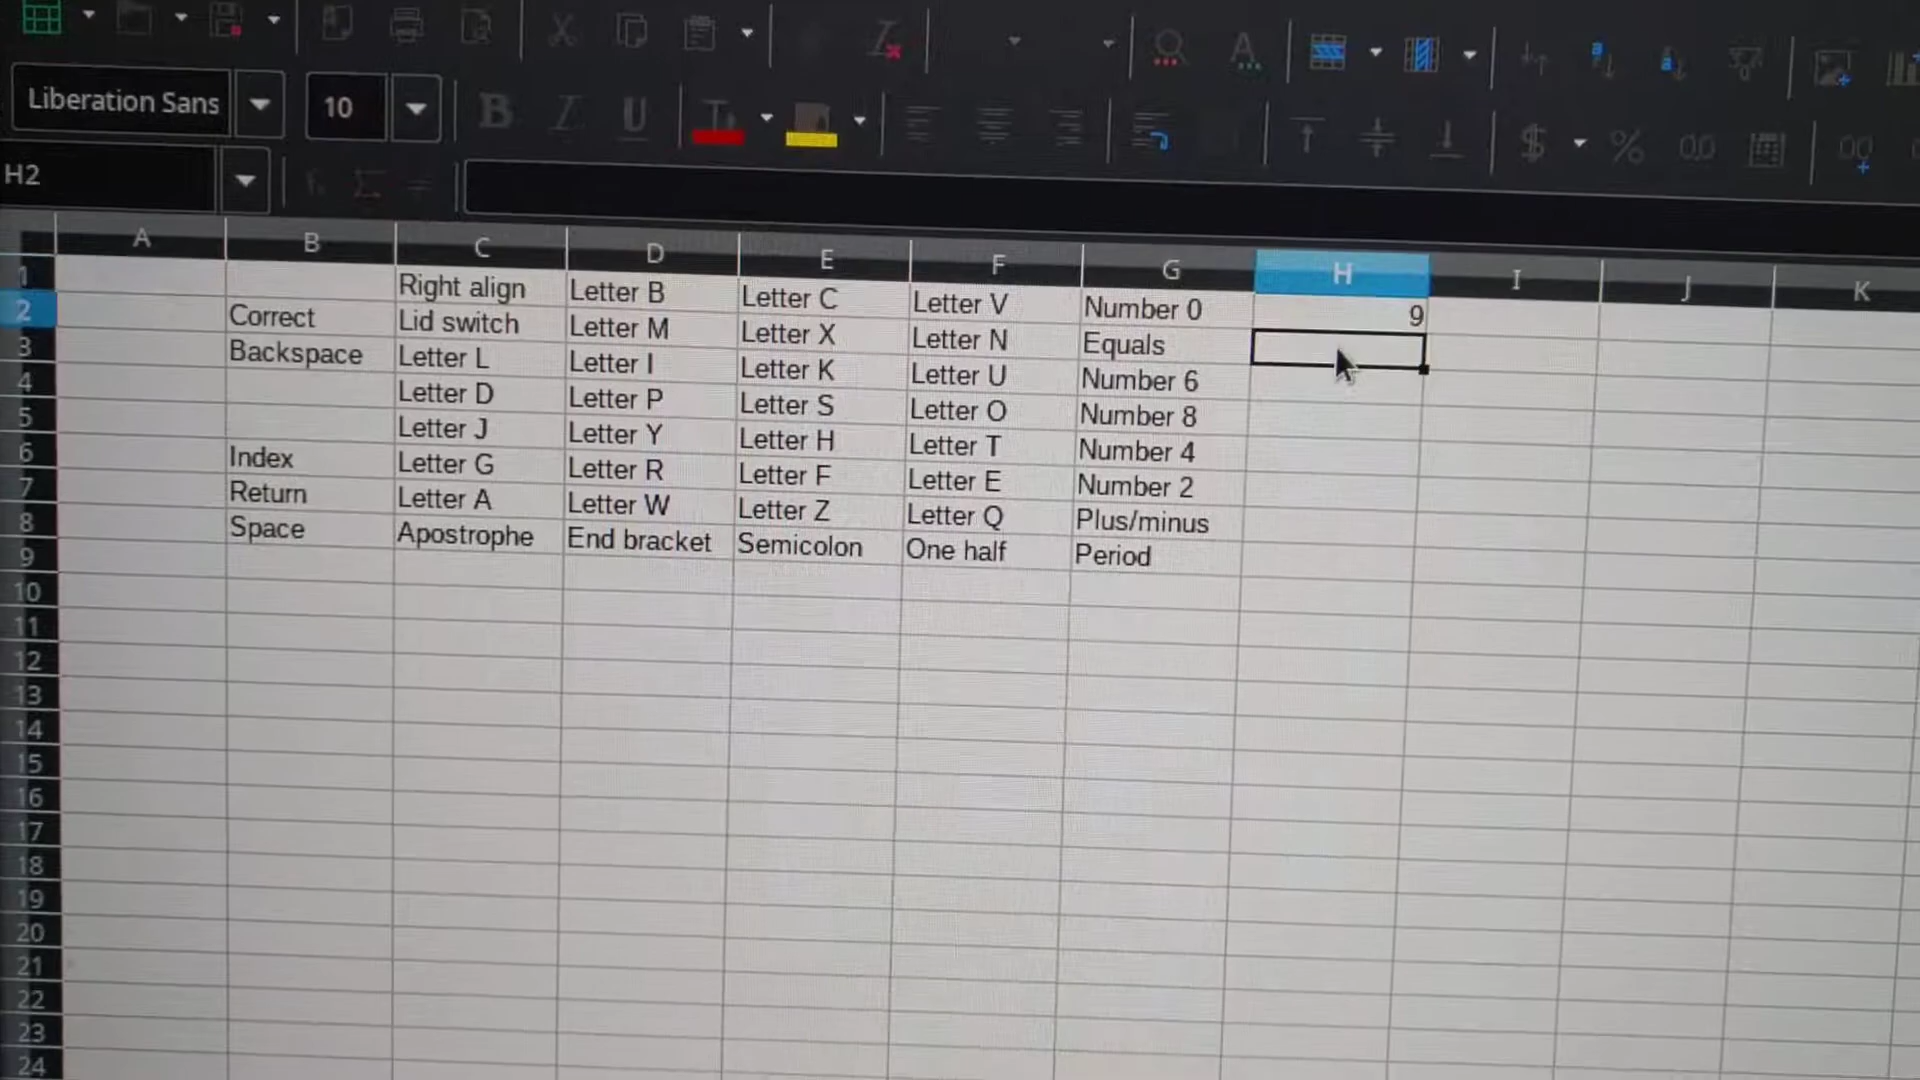 Liberation Sans 10
H2
A B C D E F G H I J K
1 Right align Letter B Letter C Letter V Number 0 9
2 Correct Lid switch Letter M Letter X Letter N Equals
3 Backspace Letter L Letter I Letter K Letter U Number 6
4 Letter D Letter P Letter S Letter O Number 8
5 Letter J Letter Y Letter H Letter T Number 4
6 Index Letter G Letter R Letter F Letter E Number 2
7 Return Letter A Letter W Letter Z Letter Q Plus/minus
8 Space Apostrophe End bracket Semicolon One half Period
9
10
11
12
13
14
15
16
17
18
19
20
21
22
23
24